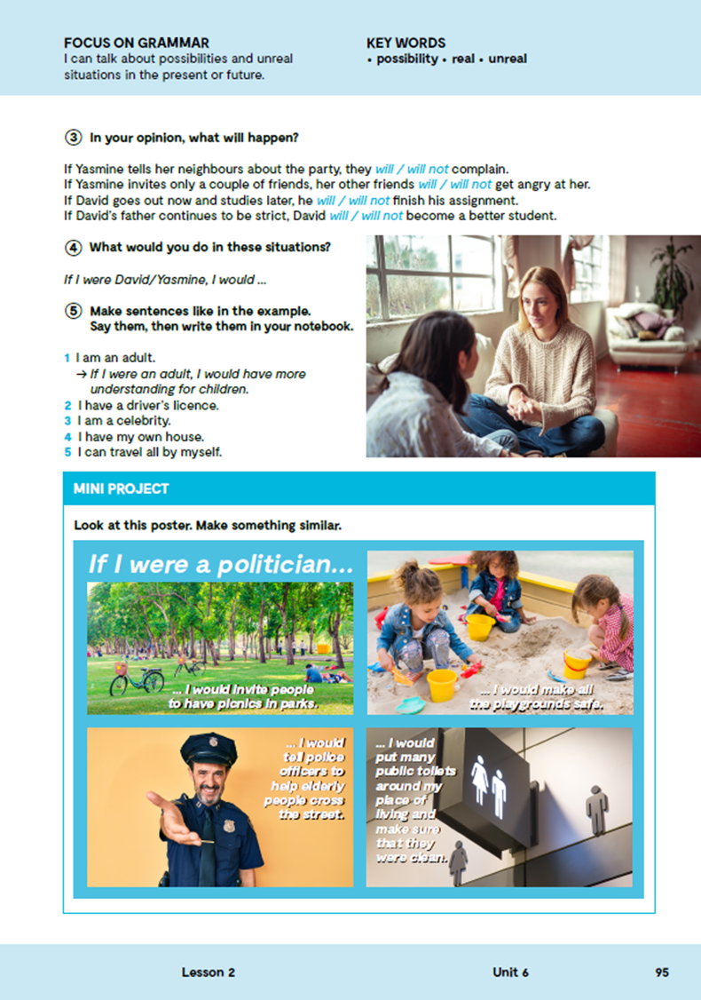 FOCUS ON GRAMMAR
I can talk about possibilities and unreal
situations in the present or future.
KEY WORDS
• possibility • real • unreal
3 In your opinion, what will happen?
If Yasmine tells her neighbours about the party, they will / will not complain.
If Yasmine invites only a couple of friends, her other friends will / will not get angry at her.
If David goes out now and studies later, he will / will not finish his assignment.
If David's father continues to be strict, David will / will not become a better student.
4 What would you do in these situations?
If I were David/Yasmine, I would ...
5 Make sentences like in the example.
Say them, then write them in your notebook.
1 I am an adult.
→ If I were an adult, I would have more
understanding for children.
2 I have a driver's licence.
3 I am a celebrity.
4 I have my own house.
5 I can travel all by myself.
MINI PROJECT
Look at this poster. Make something similar.
If I were a politician...
... I would invite people
to have picnics in parks.
... I would make all
the playgrounds safe.
... I would
tell police
officers to
help elderly
people cross
the street.
... I would
put many
public toilets
around my
place of
living and
make sure
that they
were clean.
Lesson 2
Unit 6
95